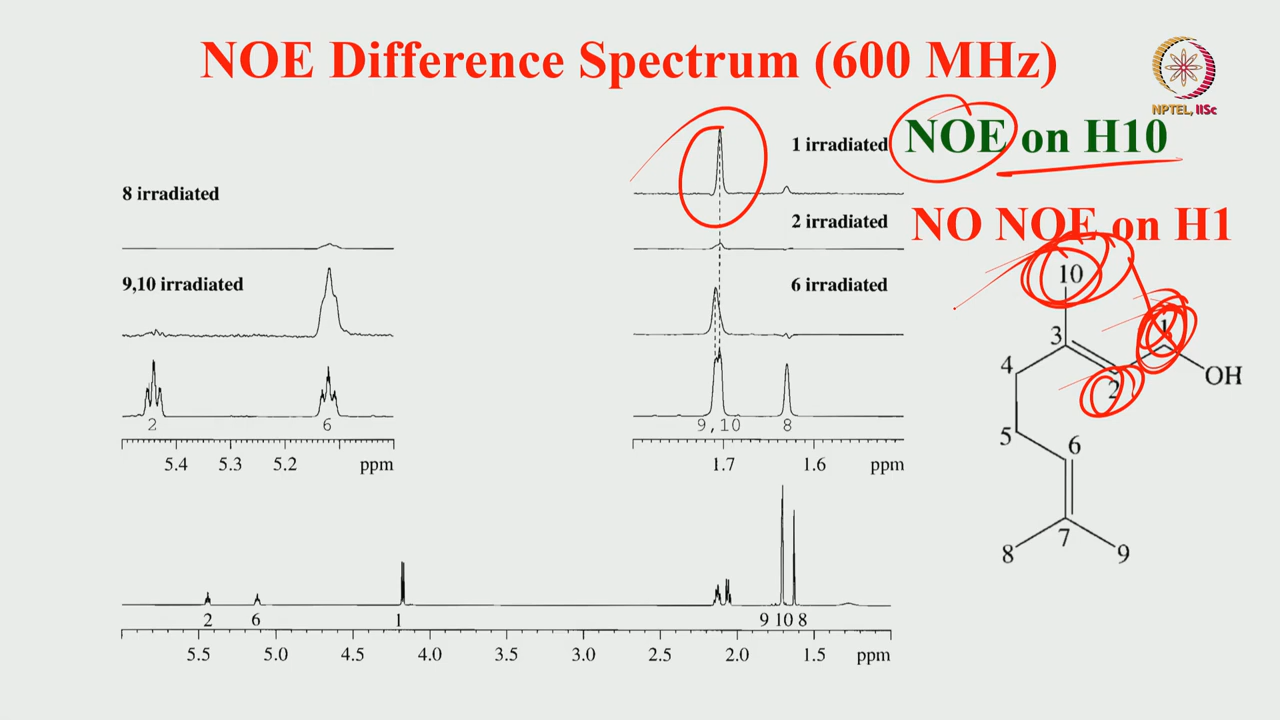 NOE Difference Spectrum (600 MHz)
NPTEL, IISc
1 irradiated
NOE on H10
8 irradiated
2 irradiated
NO NOE on H1
9,10 irradiated
6 irradiated
2
6
9,10
8
5.4 5.3 5.2 ppm
1.7 1.6 ppm
10
3
1
4
2
OH
5
6
7
8
9
2 6 1 9 10 8
5.5 5.0 4.5 4.0 3.5 3.0 2.5 2.0 1.5 ppm